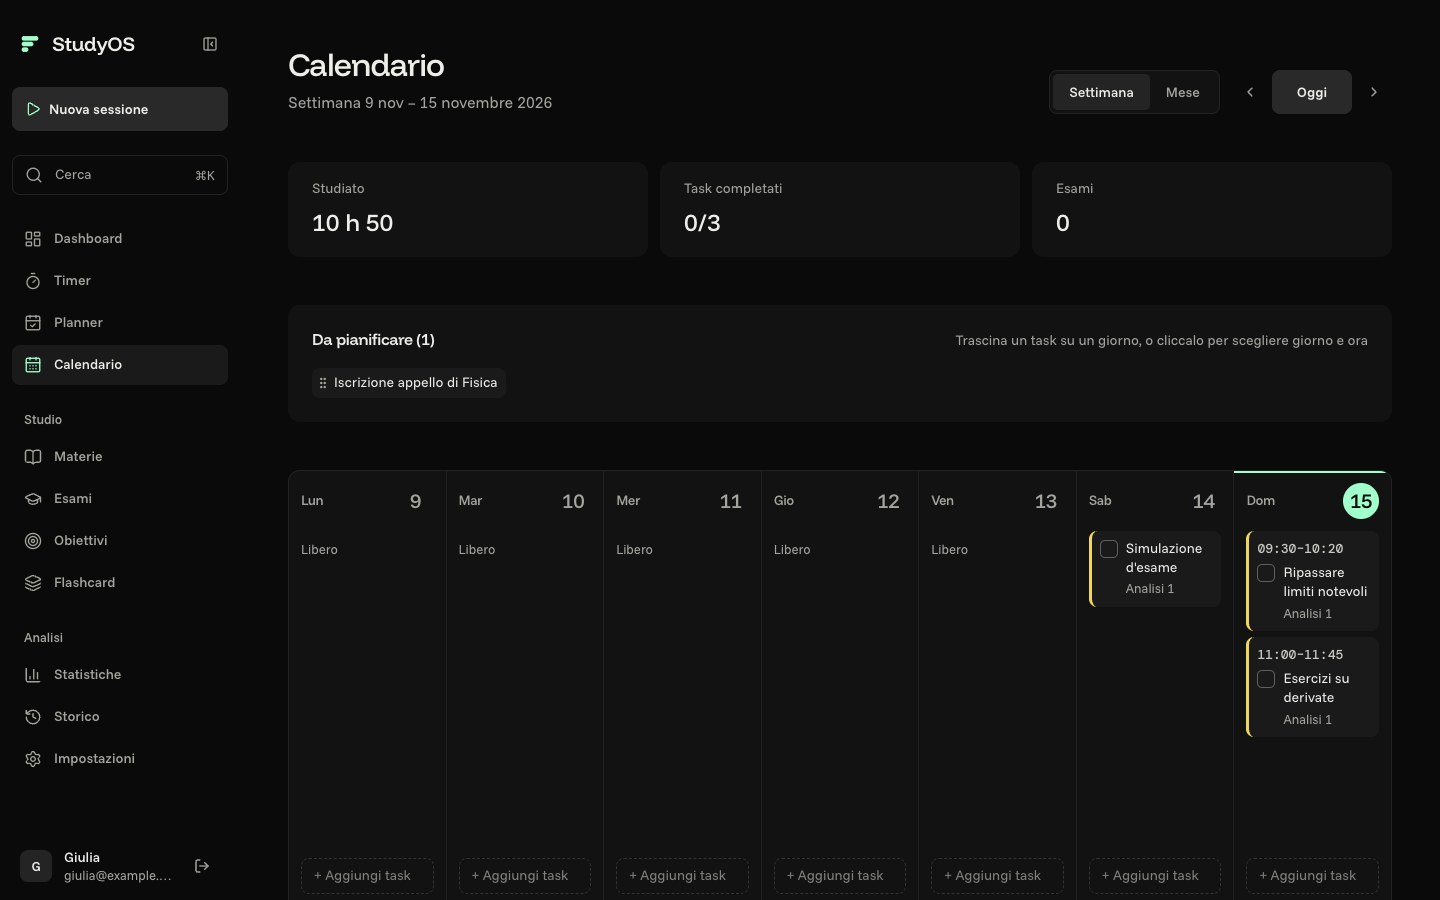 StudyOS
Nuova sessione
Cerca ⌘K
Dashboard
Timer
Planner
Calendario
Studio
Materie
Esami
Obiettivi
Flashcard
Analisi
Statistiche
Storico
Impostazioni
G
Giulia
giulia@example....
Calendario
Settimana 9 nov – 15 novembre 2026
Settimana Mese Oggi
Studiato
10 h 50
Task completati
0/3
Esami
0
Da pianificare (1)
Trascina un task su un giorno, o cliccalo per scegliere giorno e ora
Iscrizione appello di Fisica
Lun 9
Libero
+ Aggiungi task
Mar 10
Libero
+ Aggiungi task
Mer 11
Libero
+ Aggiungi task
Gio 12
Libero
+ Aggiungi task
Ven 13
Libero
+ Aggiungi task
Sab 14
Simulazione
d'esame
Analisi 1
+ Aggiungi task
Dom 15
09:30–10:20
Ripassare
limiti notevoli
Analisi 1
11:00–11:45
Esercizi su
derivate
Analisi 1
+ Aggiungi task